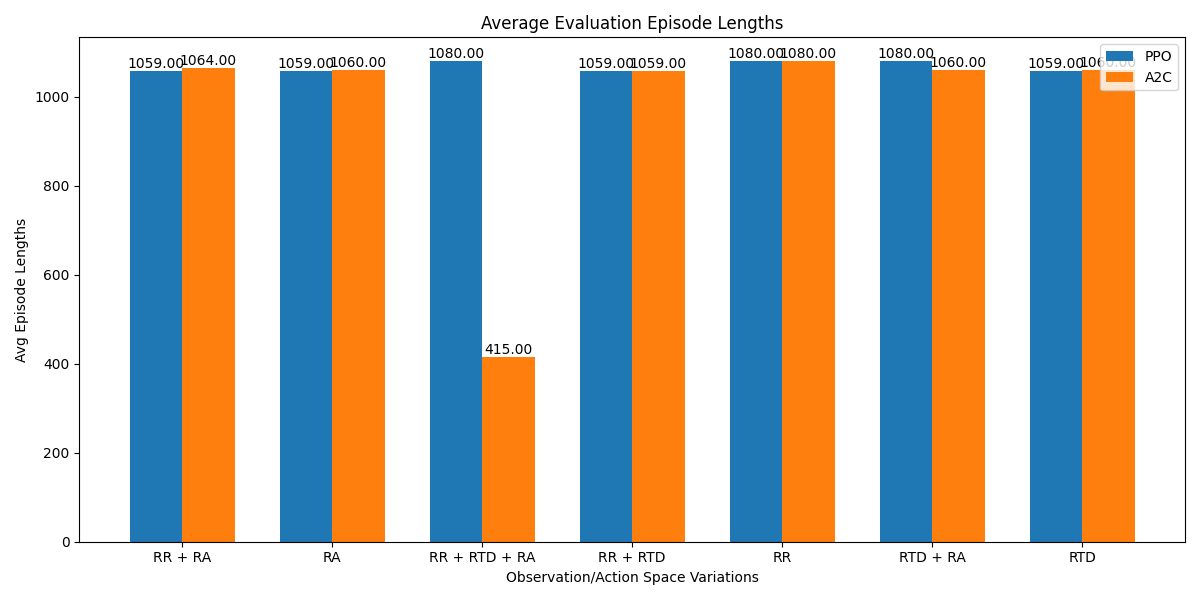 Average Evaluation Episode Lengths
PPO
A2C
1059.00
1064.00
1059.00
1060.00
1080.00
415.00
1059.00
1059.00
1080.00
1080.00
1080.00
1060.00
1059.00
1060.00
Avg Episode Lengths
1000
800
600
400
200
0
RR + RA
RA
RR + RTD + RA
RR + RTD
RR
RTD + RA
RTD
Observation/Action Space Variations